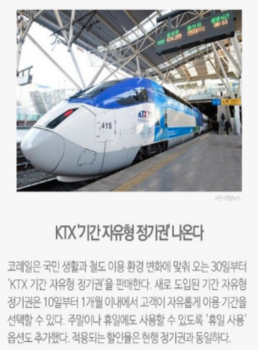 415
KTX
KTX '기간 자유형 정기권' 나온다
코레일은 국민 생활과 철도 이용 환경 변화에 맞춰 오는 30일부터
'KTX 기간 자유형 정기권'을 판매한다. 새로 도입된 기간 자유형
정기권은 10일부터 1개월 이내에서 고객이 자유롭게 이용 기간을
선택할 수 있다. 주말이나 휴일에도 사용할 수 있도록 '휴일 사용'
옵션도 추가했다. 적용되는 할인율은 현행 정기권과 동일하다.